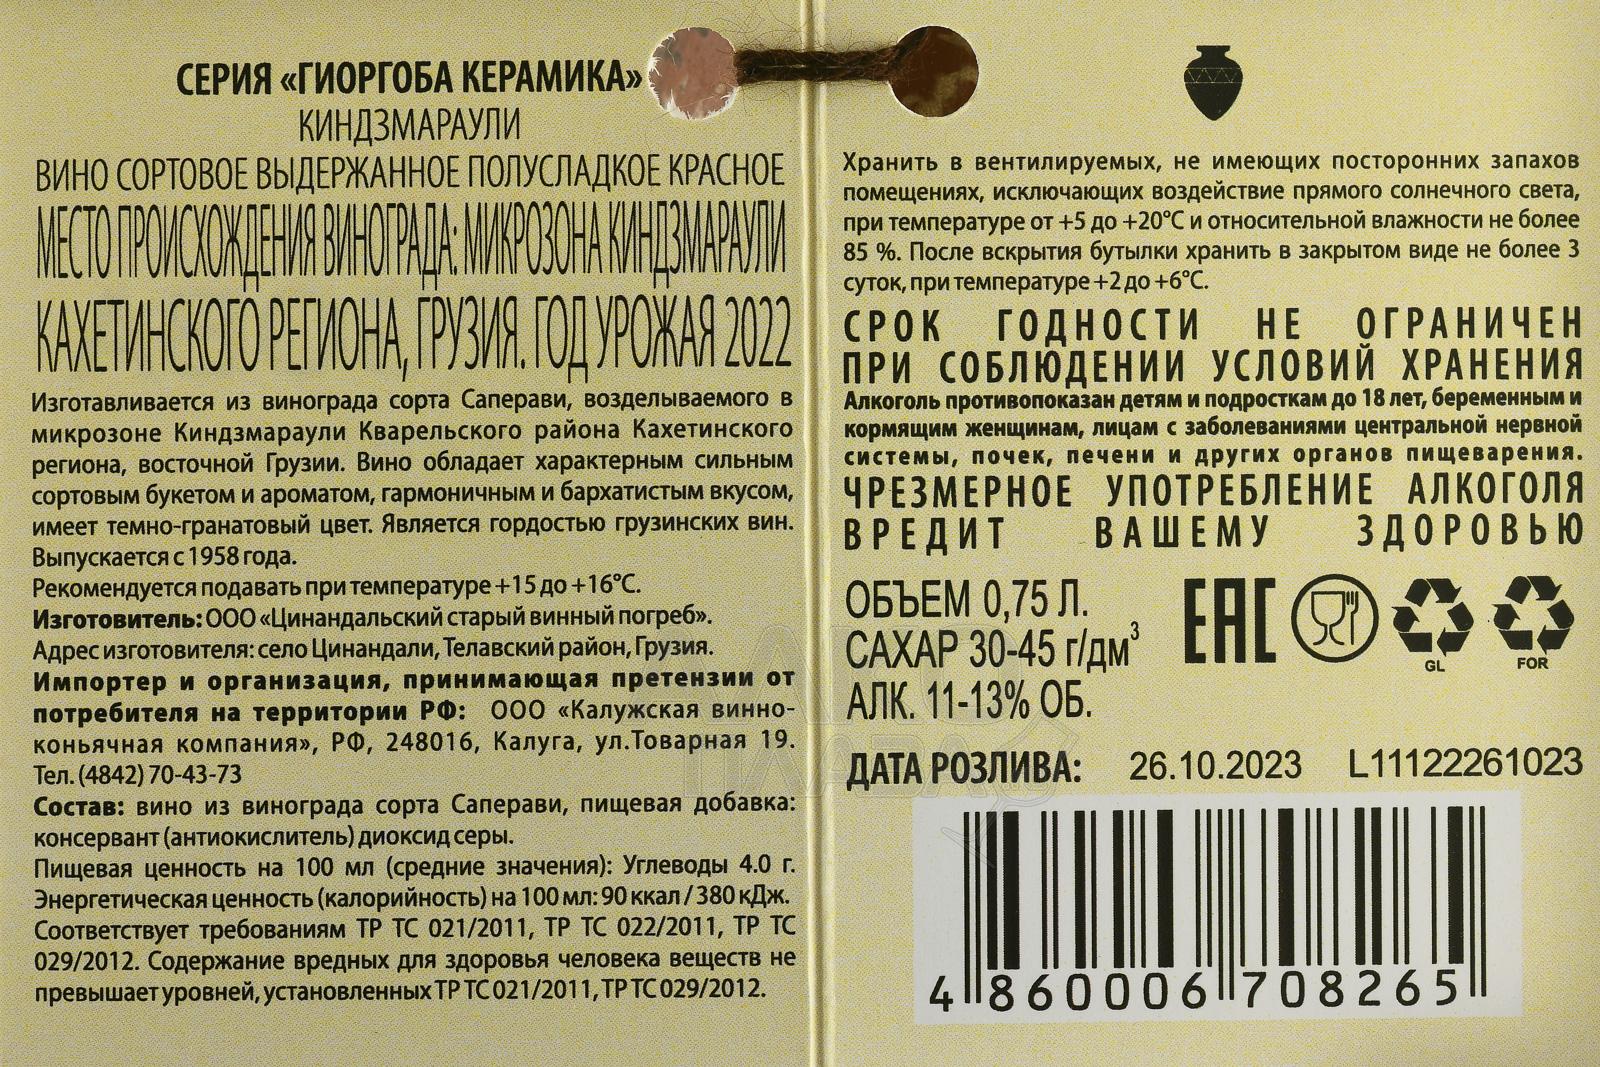 СЕРИЯ «ГИОРГОБА КЕРАМИКА»
КИНДЗМАРАУЛИ
ВИНО СОРТОВОЕ ВЫДЕРЖАННОЕ ПОЛУСЛАДКОЕ КРАСНОЕ
МЕСТО ПРОИСХОЖДЕНИЯ ВИНОГРАДА: МИКРОЗОНА КИНДЗМАРАУЛИ
КАХЕТИНСКОГО РЕГИОНА, ГРУЗИЯ. ГОД УРОЖАЯ 2022
Изготавливается из винограда сорта Саперави, возделываемого в
микрозоне Киндзмараули Кварельского района Кахетинского
региона, восточной Грузии. Вино обладает характерным сильным
сортовым букетом и ароматом, гармоничным и бархатистым вкусом,
имеет темно-гранатовый цвет. Является гордостью грузинских вин.
Выпускается с 1958 года.
Рекомендуется подавать при температуре +15 до +16°С.
Изготовитель: ООО «Цинандальский старый винный погреб».
Адрес изготовителя: село Цинандали, Телавский район, Грузия.
Импортер и организация, принимающая претензии от
потребителя на территории РФ: ООО «Калужская винно-
коньячная компания», РФ, 248016, Калуга, ул.Товарная 19.
Тел. (4842) 70-43-73
Состав: вино из винограда сорта Саперави, пищевая добавка:
консервант (антиокислитель) диоксид серы.
Пищевая ценность на 100 мл (средние значения): Углеводы 4.0 г.
Энергетическая ценность (калорийность) на 100 мл: 90 ккал / 380 кДж.
Соответствует требованиям ТР ТС 021/2011, ТР ТС 022/2011, ТР ТС
029/2012. Содержание вредных для здоровья человека веществ не
превышает уровней, установленных ТР ТС 021/2011, ТР ТС 029/2012.
Хранить в вентилируемых, не имеющих посторонних запахов
помещениях, исключающих воздействие прямого солнечного света,
при температуре от +5 до +20°С и относительной влажности не более
85 %. После вскрытия бутылки хранить в закрытом виде не более 3
суток, при температуре +2 до +6°С.
СРОК ГОДНОСТИ НЕ ОГРАНИЧЕН
ПРИ СОБЛЮДЕНИИ УСЛОВИЙ ХРАНЕНИЯ
Алкоголь противопоказан детям и подросткам до 18 лет, беременным и
кормящим женщинам, лицам с заболеваниями центральной нервной
системы, почек, печени и других органов пищеварения.
ЧРЕЗМЕРНОЕ УПОТРЕБЛЕНИЕ АЛКОГОЛЯ
ВРЕДИТ ВАШЕМУ ЗДОРОВЬЮ
ОБЪЕМ 0,75 Л.
САХАР 30-45 г/дм³
АЛК. 11-13% ОБ.
EAC
GL
FOR
ДАТА РОЗЛИВА: 26.10.2023 L11122261023
4 860006 708265